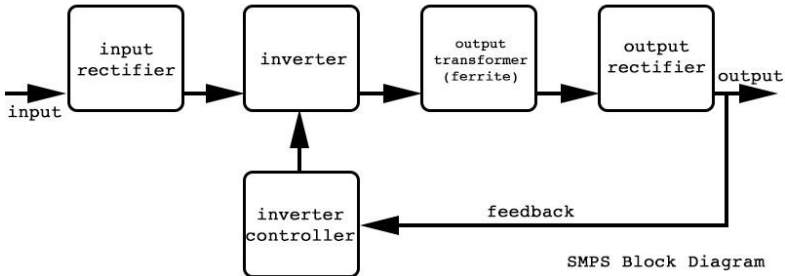 input
rectifier
inverter
output
transformer
(ferrite)
output
rectifier
input
output
inverter
controller
feedback
SMPS Block Diagram